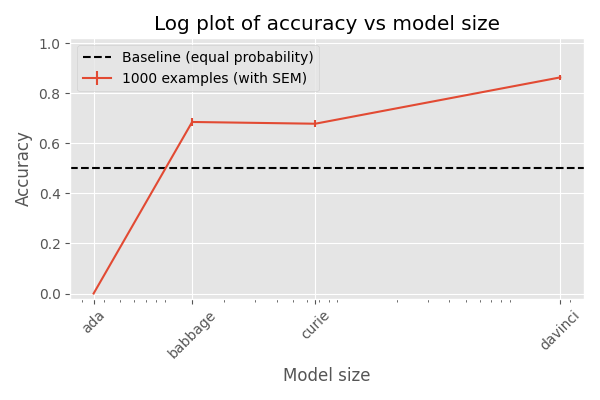 Log plot of accuracy vs model size
Baseline (equal probability)
1000 examples (with SEM)
Accuracy
1.0
0.8
0.6
0.4
0.2
0.0
ada
babbage
curie
davinci
Model size